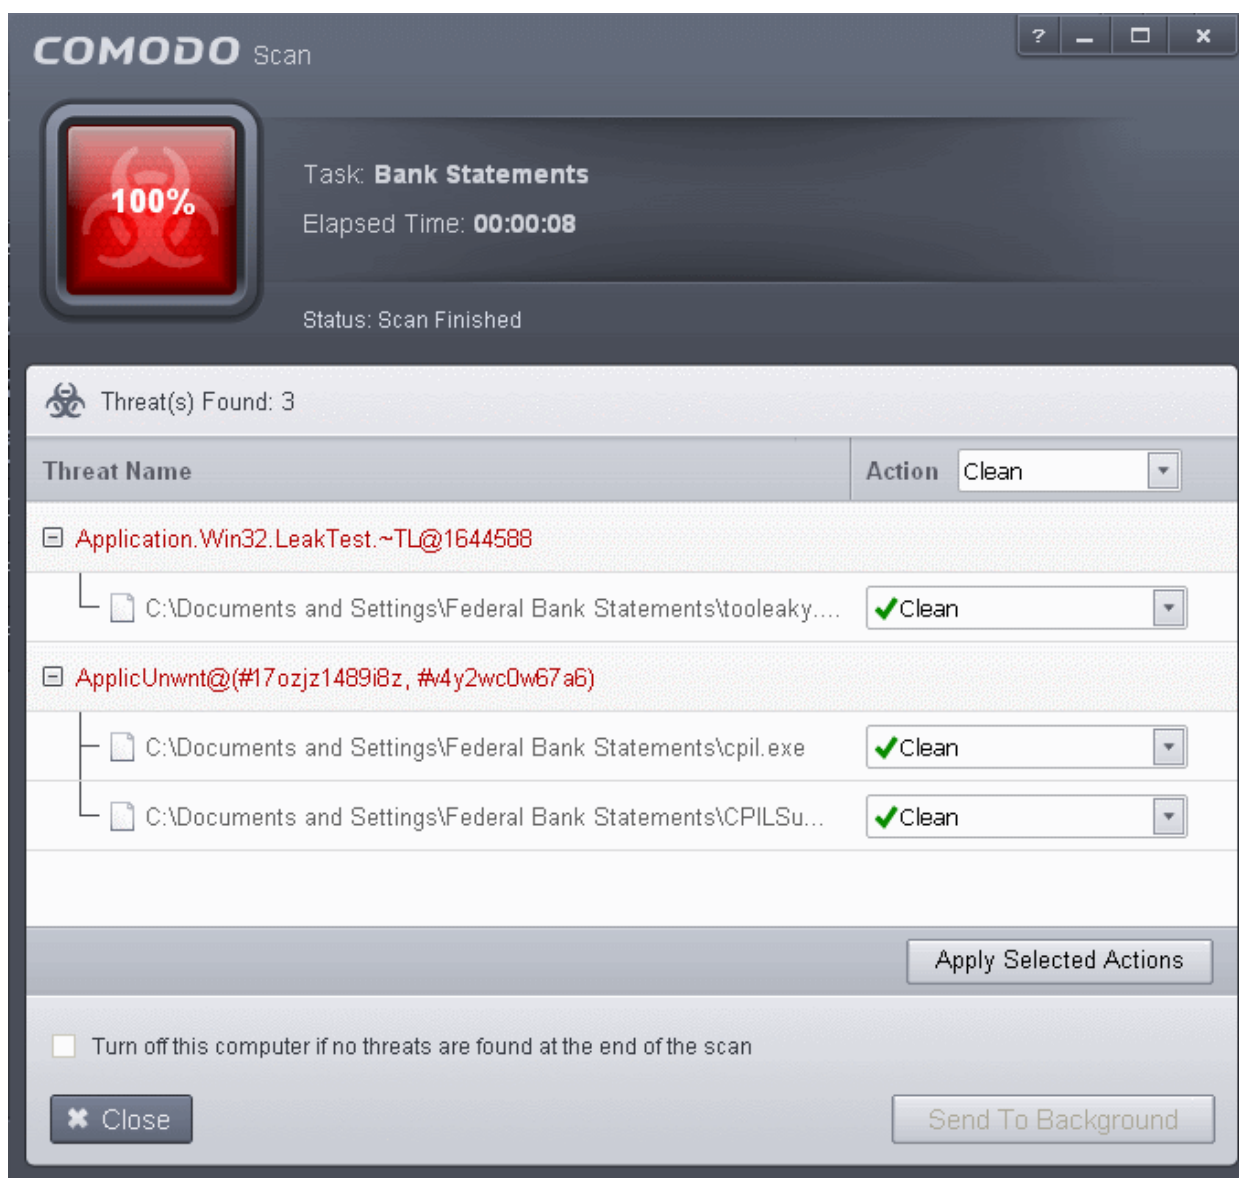 COMODO Scan
?
100%
Task: Bank Statements
Elapsed Time: 00:00:08
Status: Scan Finished
Threat(s) Found: 3
Threat Name Action Clean
Application.Win32.LeakTest.~TL@1644588
C:\Documents and Settings\Federal Bank Statements\tooleaky.... Clean
ApplicUnwnt@(#17ozjz1489i8z, #v4y2wc0w67a6)
C:\Documents and Settings\Federal Bank Statements\cpil.exe Clean
C:\Documents and Settings\Federal Bank Statements\CPILSu... Clean
Apply Selected Actions
Turn off this computer if no threats are found at the end of the scan
Close Send To Background